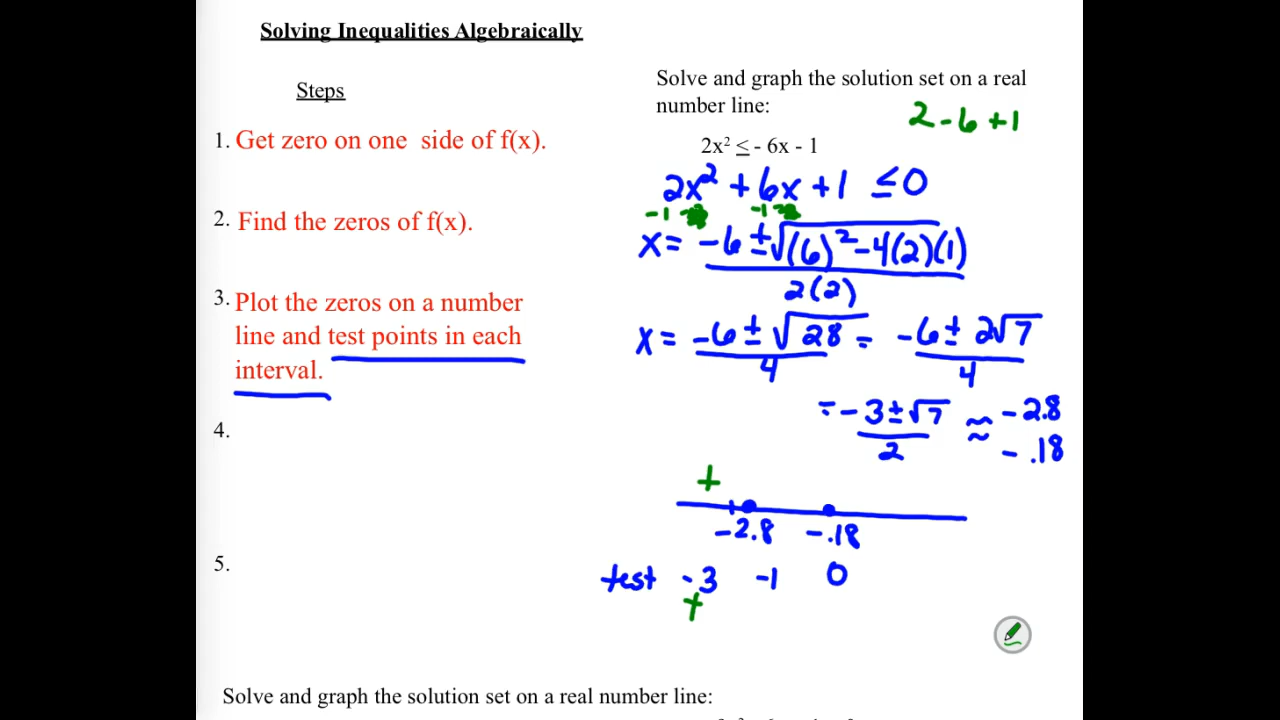 Solving Inequalities Algebraically
Steps
1. Get zero on one side of f(x).
2. Find the zeros of f(x).
3. Plot the zeros on a number
line and test points in each
interval.
4.
5.
Solve and graph the solution set on a real
number line:
2 - 6 + 1
2x² ≤ - 6x - 1
2x² + 6x + 1 ≤ 0
-1 -1
x = -6 ± √(6)² - 4(2)(1)
2(2)
x = -6 ± √28 = -6 ± 2√7
4 4
= -3 ± √7 ≈ -2.8
2 - .18
+
-2.8 -.18
test -3 -1 0
+
Solve and graph the solution set on a real number line: